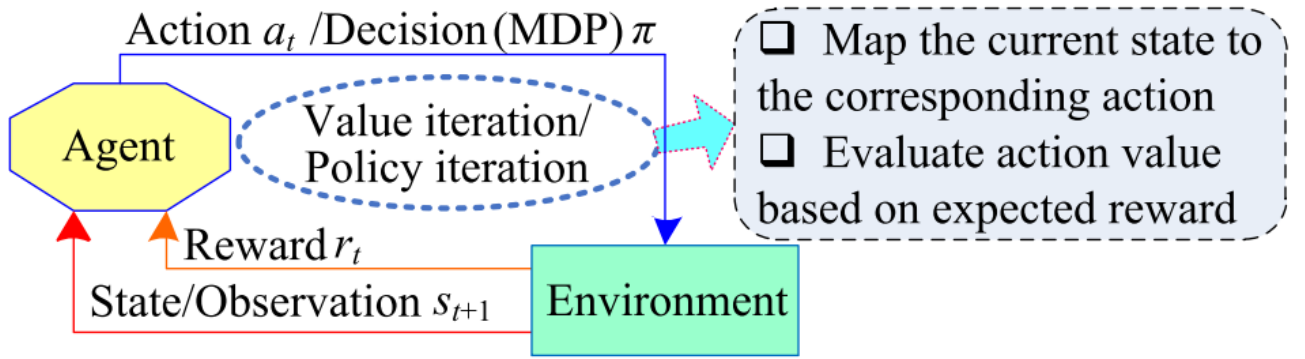 Action a_t /Decision(MDP) π
Agent
Value iteration/
Policy iteration
Reward r_t
State/Observation s_{t+1}
Environment
❑ Map the current state to
the corresponding action
❑ Evaluate action value
based on expected reward